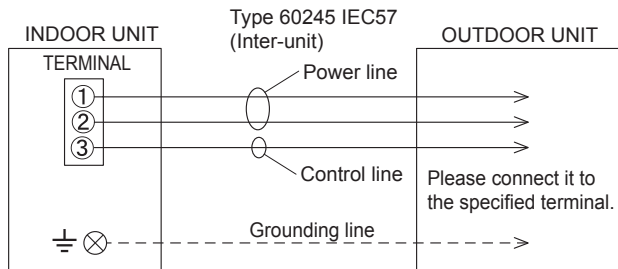 Type 60245 IEC57
(Inter-unit)
INDOOR UNIT
OUTDOOR UNIT
TERMINAL
Power line
1
2
3
Control line
Please connect it to
the specified terminal.
Grounding line